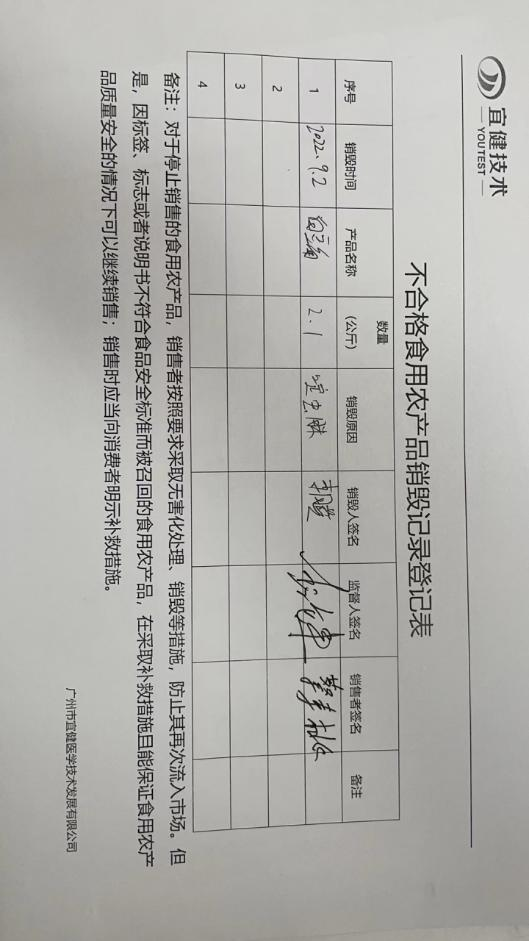 宜健技术
YOUTEST
不合格食用农产品销毁记录登记表
序号 销毁时间 产品名称 数量(公斤) 销毁原因 销毁人签名 监督人签名 销售者签名 备注
1 2022.9.2 2.1
2
3
4
备注：对于停止销售的食用农产品，销售者按照要求采取无害化处理、销毁等措施，防止其再次流入市场。但
是，因标签、标志或者说明书不符合食品安全标准而被召回的食用农产品，在采取补救措施且能保证食用农产
品质量安全的情况下可以继续销售；销售时应当向消费者明示补救措施。
广州市宜健医学技术发展有限公司